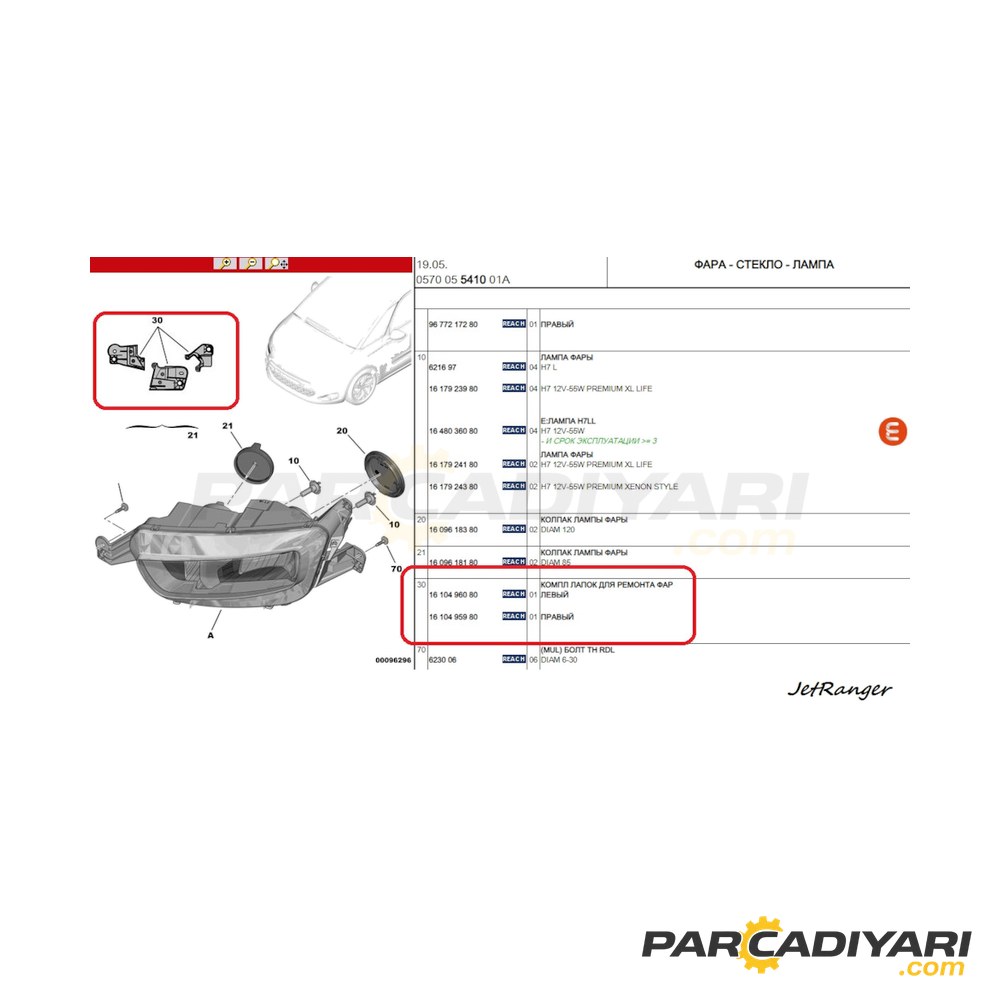 19.05.
0570 05 5410 01A
ФАРА - СТЕКЛО - ЛАМПА
96 772 172 80 REACH 01 ПРАВЫЙ
10 ЛАМПА ФАРЫ
6216 97 REACH 04 H7 L
16 179 239 80 REACH 04 H7 12V-55W PREMIUM XL LIFE
E:ЛАМПА H7LL
16 480 360 80 REACH 04 H7 12V-55W
- И СРОК ЭКСПЛУАТАЦИИ >= 3
m
ЛАМПА ФАРЫ
16 179 241 80 REACH 02 H7 12V-55W PREMIUM XL LIFE
16 179 243 80 REACH 02 H7 12V-55W PREMIUM XENON STYLE
20 КОЛПАК ЛАМПЫ ФАРЫ
16 096 183 80 REACH 02 DIAM 120
21 КОЛПАК ЛАМПЫ ФАРЫ
16 096 181 80 REACH 02 DIAM 85
30 КОМПЛ ЛАПОК ДЛЯ РЕМОНТА ФАР
16 104 960 80 REACH 01 ЛЕВЫЙ
16 104 959 80 REACH 01 ПРАВЫЙ
70 (MUL) БОЛТ TH RDL
6230 06 REACH 06 DIAM 6-30
30
21
21
20
10
10
70
A
00096296
PARCADIYARI
.com
JetRanger
PARCADIYARI
.com